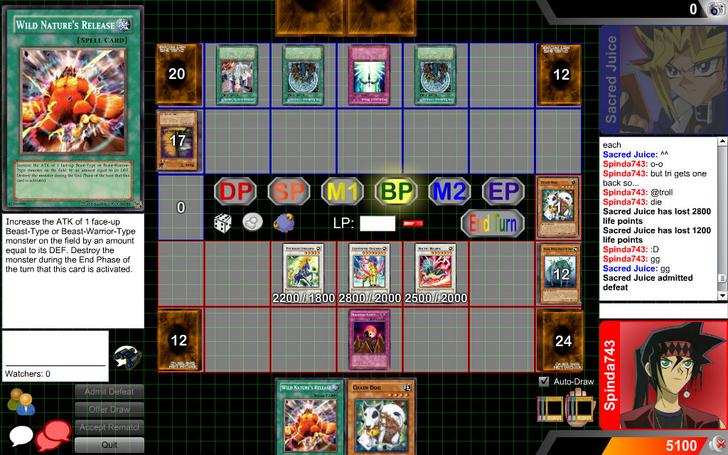 WILD NATURE'S RELEASE
[SPELL CARD]
Increase the ATK of 1 face-up
Beast-Type or Beast-Warrior-Type
monster on the field by an amount
equal to its DEF. Destroy the
monster during the End Phase of
the turn that this card is activated.
Watchers: 0
Admit Defeat
Offer Draw
Accept Rematch
Quit
20
12
17
0
DP
SP
M1
BP
M2
EP
LP:
End Turn
12
2200 // 1800
2800 // 2000
2500 // 2000
12
24
WILD NATURE'S RELEASE
CHAIN DOG
Auto-Draw
0
Sacred Juice
each
Sacred Juice: ^^
Spinda743: o-o
Spinda743: but tri gets one
back so...
Spinda743: @troll
Spinda743: die
Sacred Juice has lost 2800
life points
Sacred Juice has lost 1200
life points
Spinda743: :D
Spinda743: gg
Sacred Juice: gg
Sacred Juice admitted
defeat
Spinda743
5100